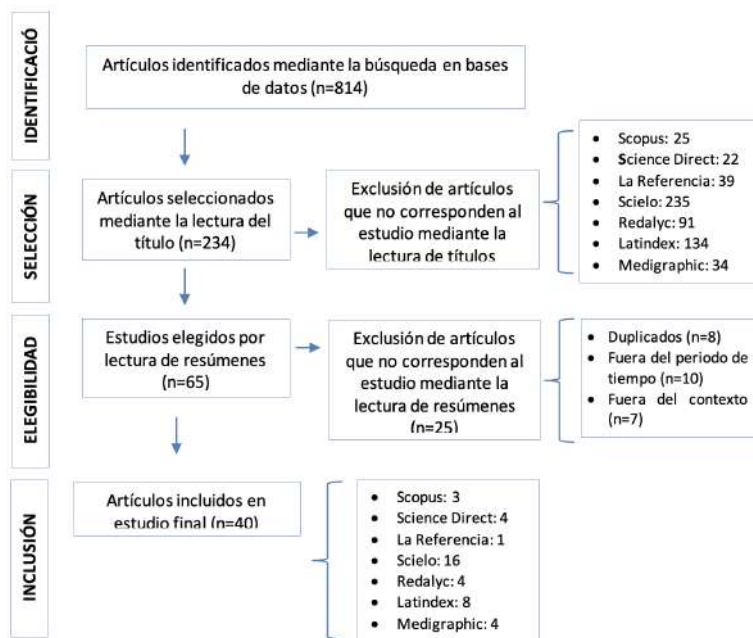 IDENTIFICACIÓ
Artículos identificados mediante la búsqueda en bases
de datos (n=814)
SELECCIÓN
Artículos seleccionados
mediante la lectura del
título (n=234)
Exclusión de artículos
que no corresponden al
estudio mediante la
lectura de títulos
• Scopus: 25
• Science Direct: 22
• La Referencia: 39
• Scielo: 235
• Redalyc: 91
• Latindex: 134
• Medigraphic: 34
ELEGIBILIDAD
Estudios elegidos por
lectura de resúmenes
(n=65)
Exclusión de artículos
que no corresponden al
estudio mediante la
lectura de resúmenes
(n=25)
• Duplicados (n=8)
• Fuera del periodo de
tiempo (n=10)
• Fuera del contexto
(n=7)
INCLUSIÓN
Artículos incluidos en
estudio final (n=40)
• Scopus: 3
• Science Direct: 4
• La Referencia: 1
• Scielo: 16
• Redalyc: 4
• Latindex: 8
• Medigraphic: 4